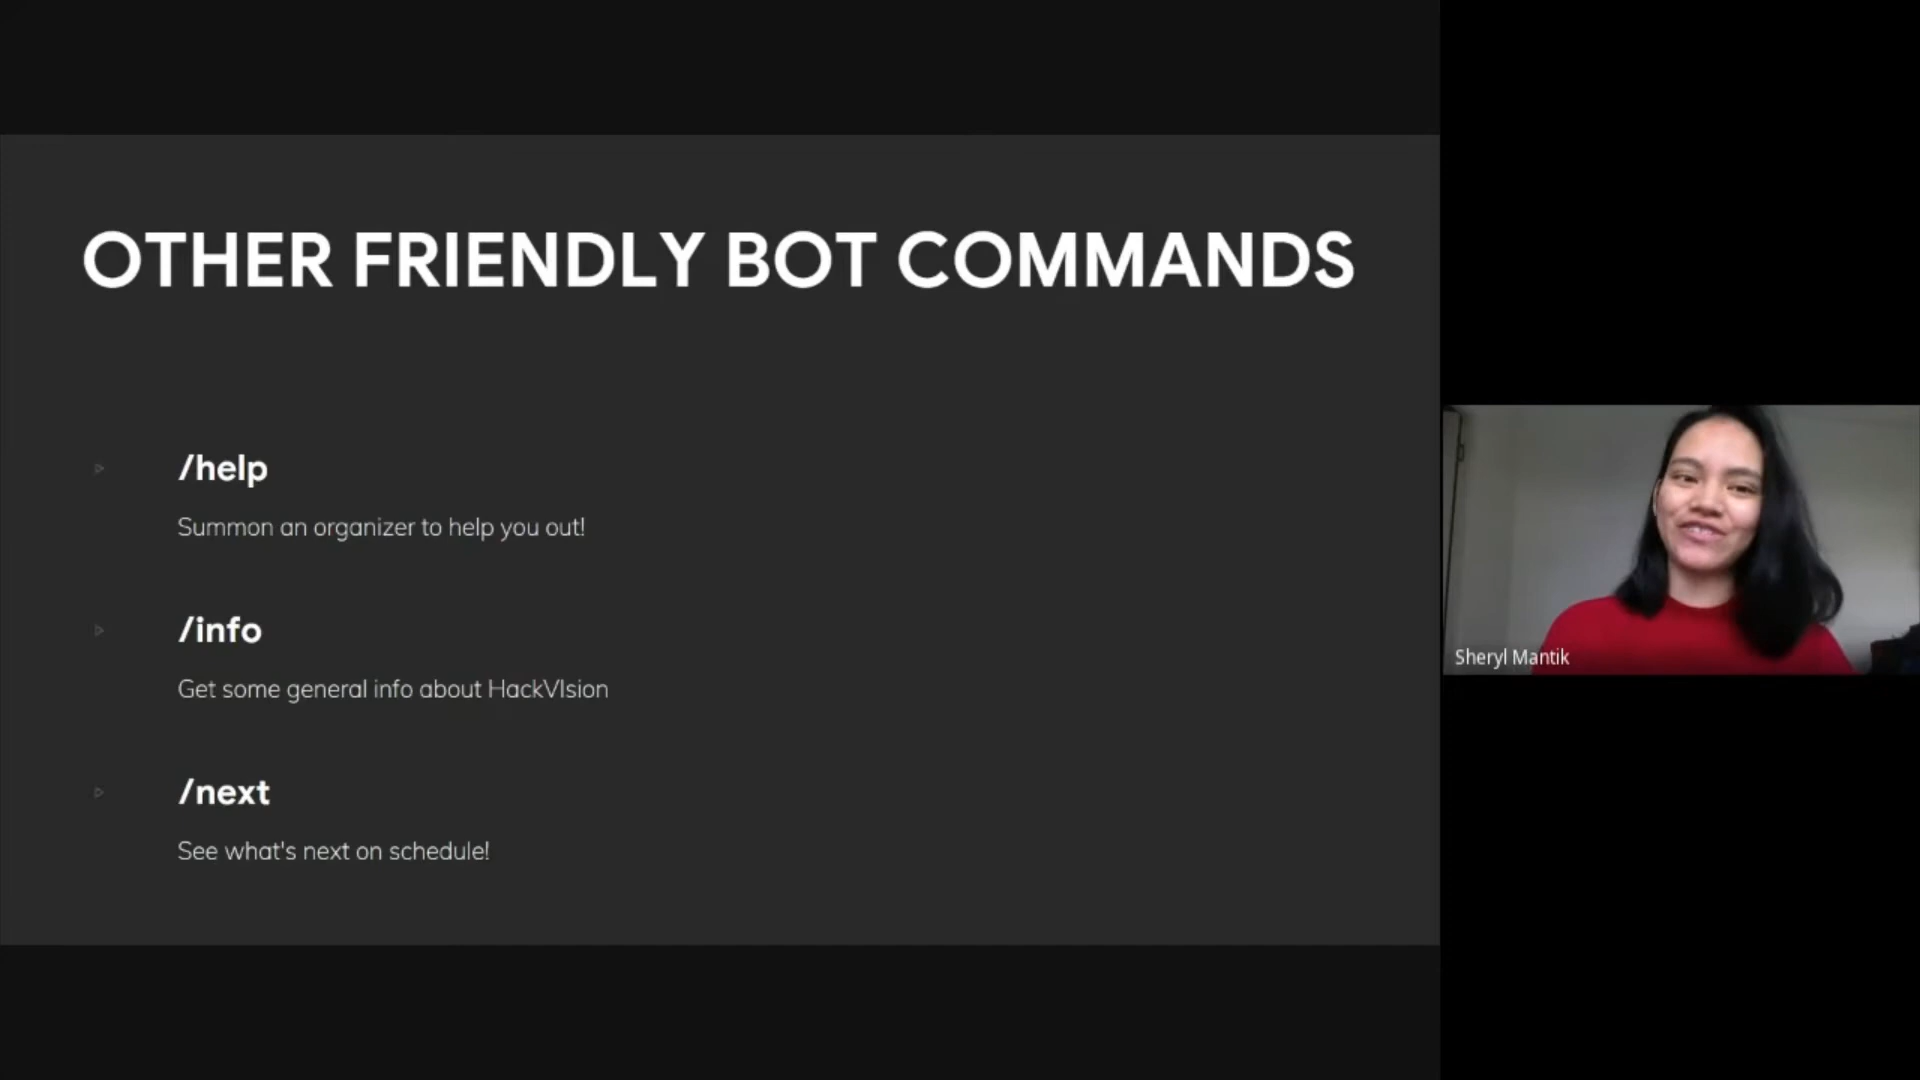 OTHER FRIENDLY BOT COMMANDS
/help
Summon an organizer to help you out!
/info
Get some general info about HackVIsion
/next
See what's next on schedule!
Sheryl Mantik